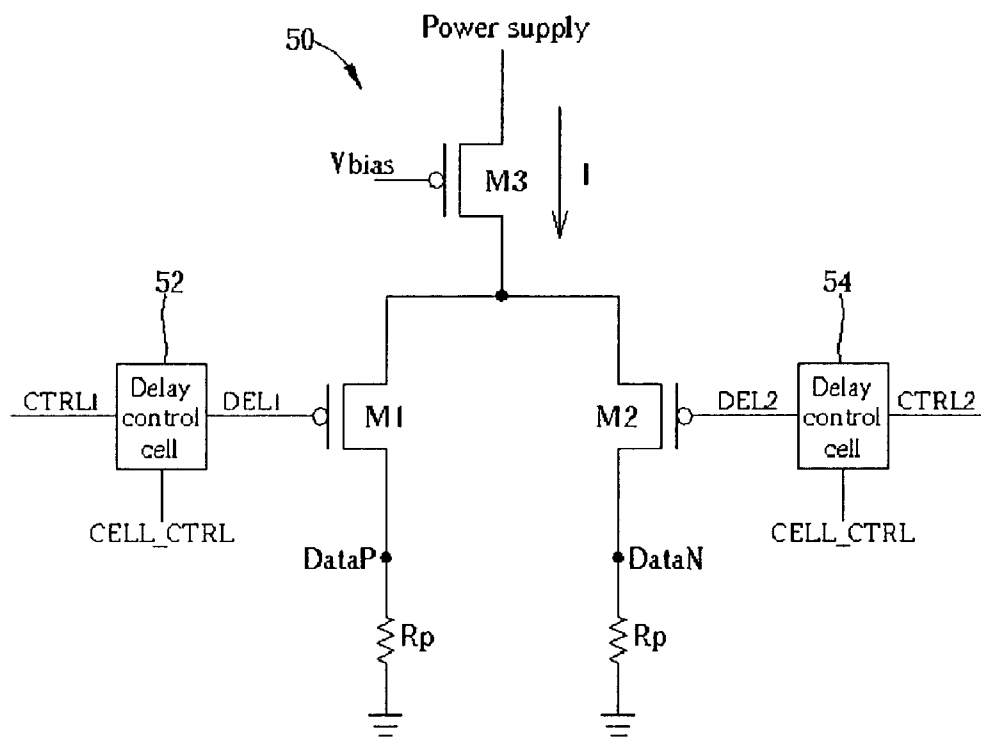 Power supply
50
Vbias
M3
I
52
54
CTRL1
Delay
control
cell
DEL1
M1
M2
DEL2
Delay
control
cell
CTRL2
CELL_CTRL
CELL_CTRL
DataP
DataN
Rp
Rp